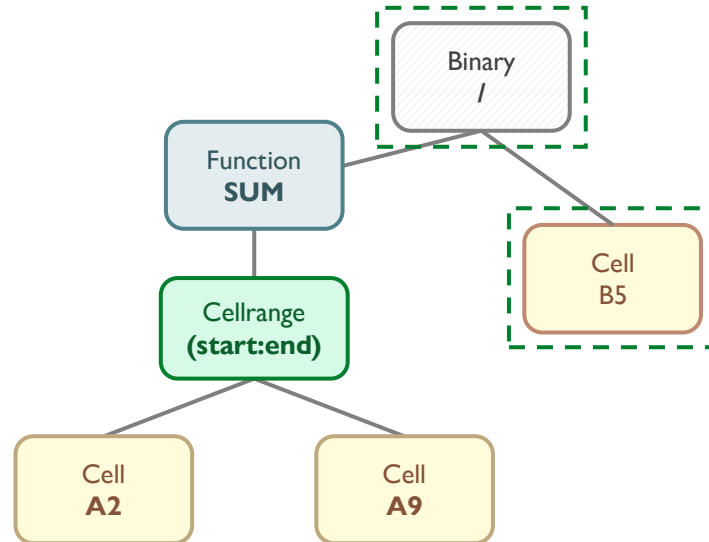 Binary
/
Function
SUM
Cell
B5
Cellrange
(start:end)
Cell
A2
Cell
A9